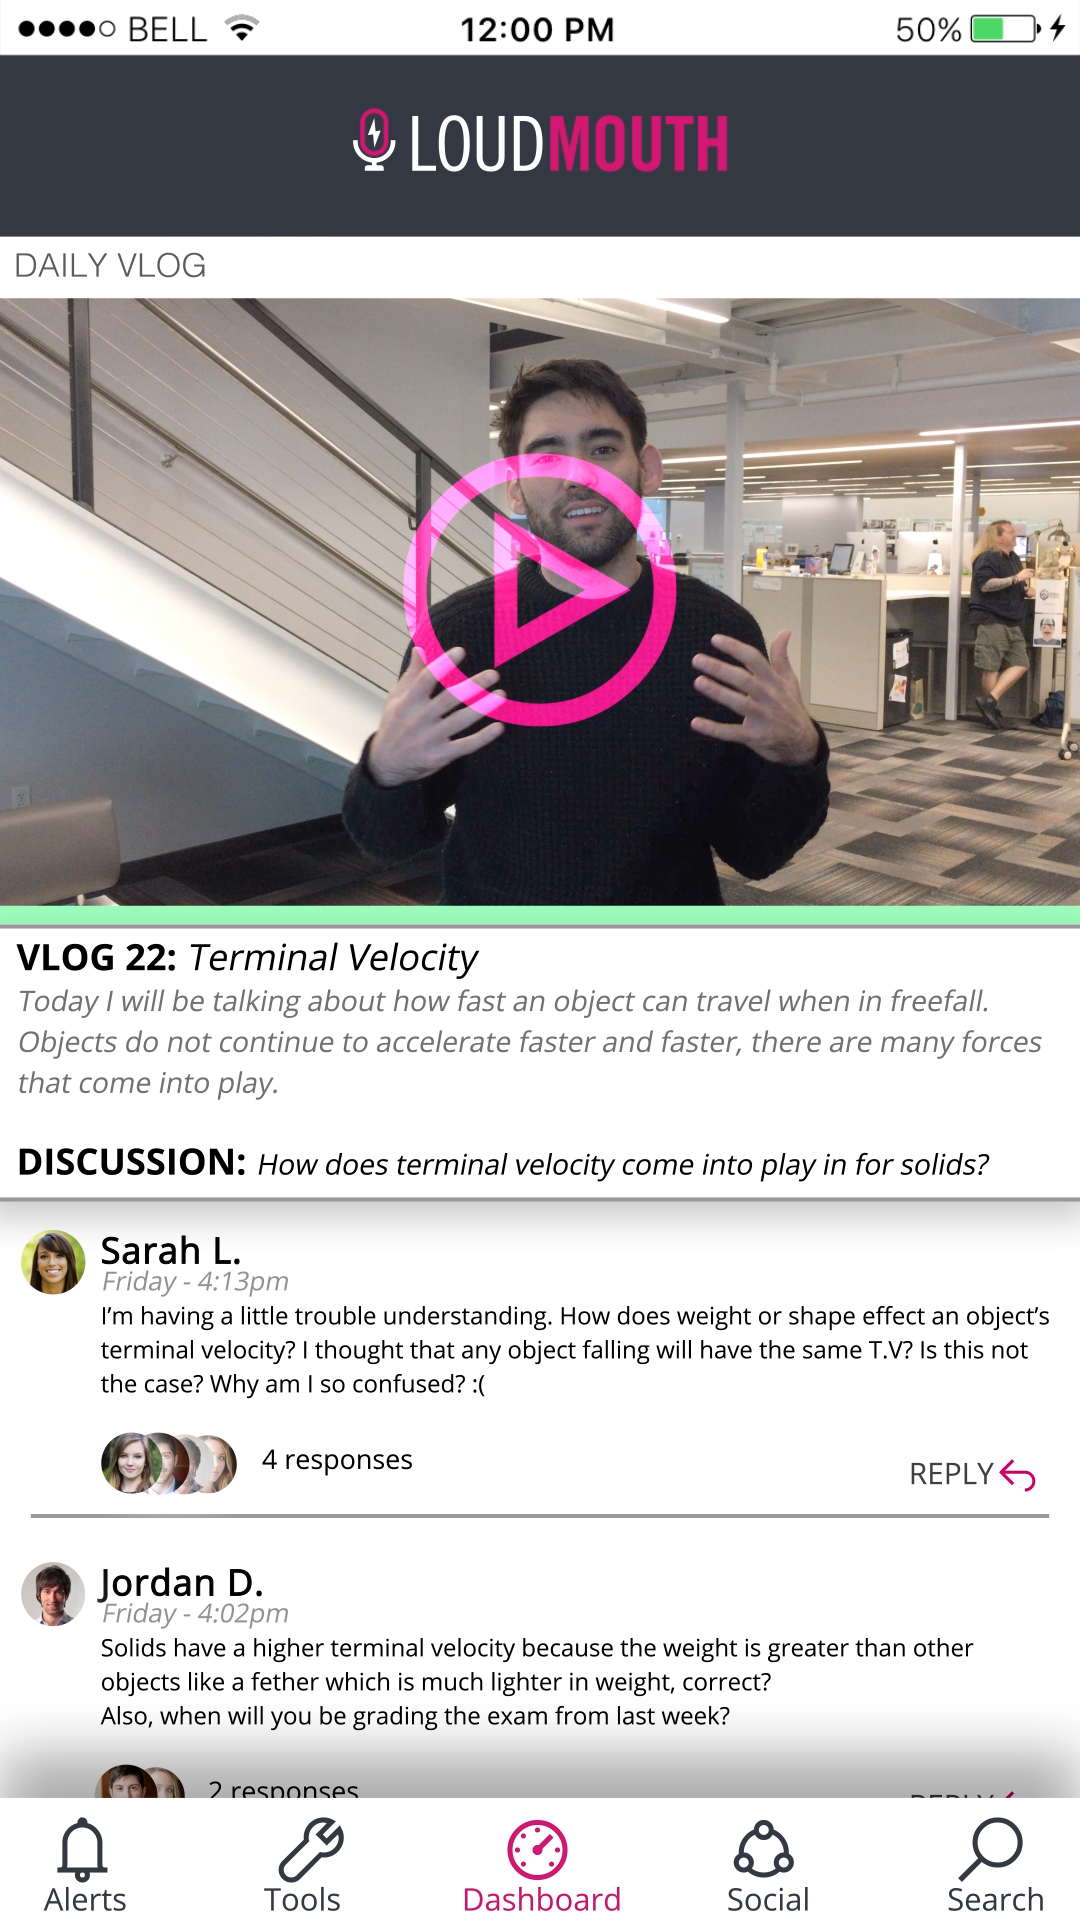 BELL
12:00 PM
50%
LOUDMOUTH
DAILY VLOG
VLOG 22: Terminal Velocity
Today I will be talking about how fast an object can travel when in freefall.
Objects do not continue to accelerate faster and faster, there are many forces
that come into play.
DISCUSSION: How does terminal velocity come into play in for solids?
Sarah L.
Friday - 4:13pm
I'm having a little trouble understanding. How does weight or shape effect an object's
terminal velocity? I thought that any object falling will have the same T.V? Is this not
the case? Why am I so confused? :(
4 responses
REPLY
Jordan D.
Friday - 4:02pm
Solids have a higher terminal velocity because the weight is greater than other
objects like a fether which is much lighter in weight, correct?
Also, when will you be grading the exam from last week?
2 responses
REPLY
Alerts
Tools
Dashboard
Social
Search